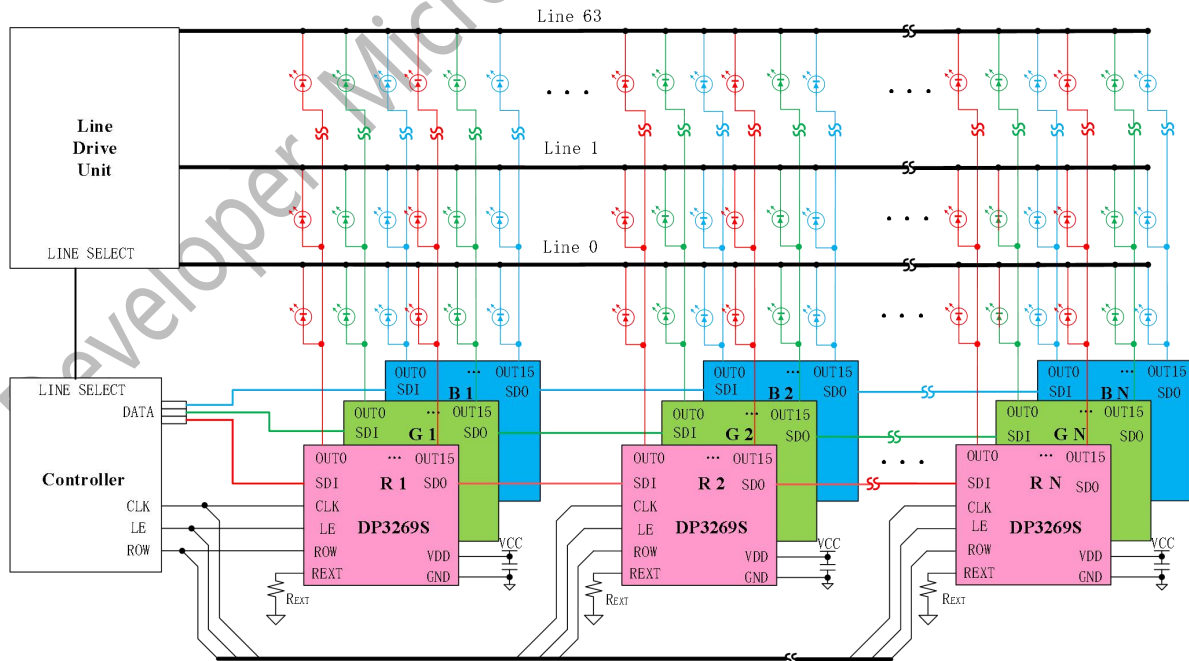 Line 63
Line 1
Line 0
Line
Drive
Unit
LINE SELECT
Developer Micro
LINE SELECT
DATA
Controller
CLK
LE
ROW
OUT0 ... OUT15
SDI B 1 SDO
OUT0 ... OUT15
SDI G 1 SDO
OUT0 ... OUT15
SDI R 1 SDO
CLK
LE DP3269S
ROW VDD
REXT GND
VCC
REXT
OUT0 ... OUT15
SDI B 2 SDO
OUT0 ... OUT15
SDI G 2 SDO
OUT0 ... OUT15
SDI R 2 SDO
CLK
LE DP3269S
ROW VDD
REXT GND
VCC
REXT
OUT0 ... OUT15
SDI B N SDO
OUT0 ... OUT15
SDI G N SDO
OUT0 ... OUT15
SDI R N SDO
CLK
LE DP3269S
ROW VDD
REXT GND
VCC
REXT